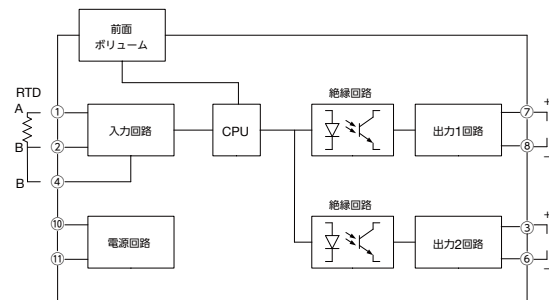 前面
ボリューム
RTD
A
B
B
①
②
④
⑩
⑪
入力回路
CPU
電源回路
絶縁回路
出力1回路
⑦
+
⑧
−
絶縁回路
出力2回路
③
+
⑥
−